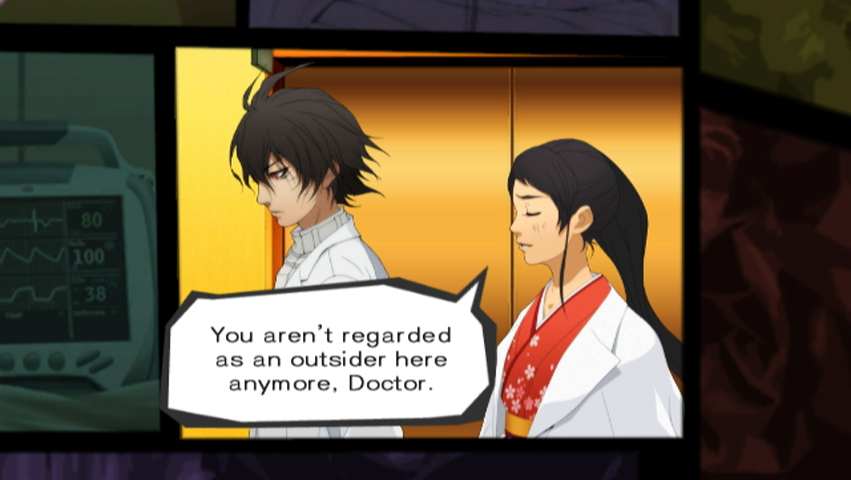 80
100
38
You aren't regarded
as an outsider here
anymore, Doctor.